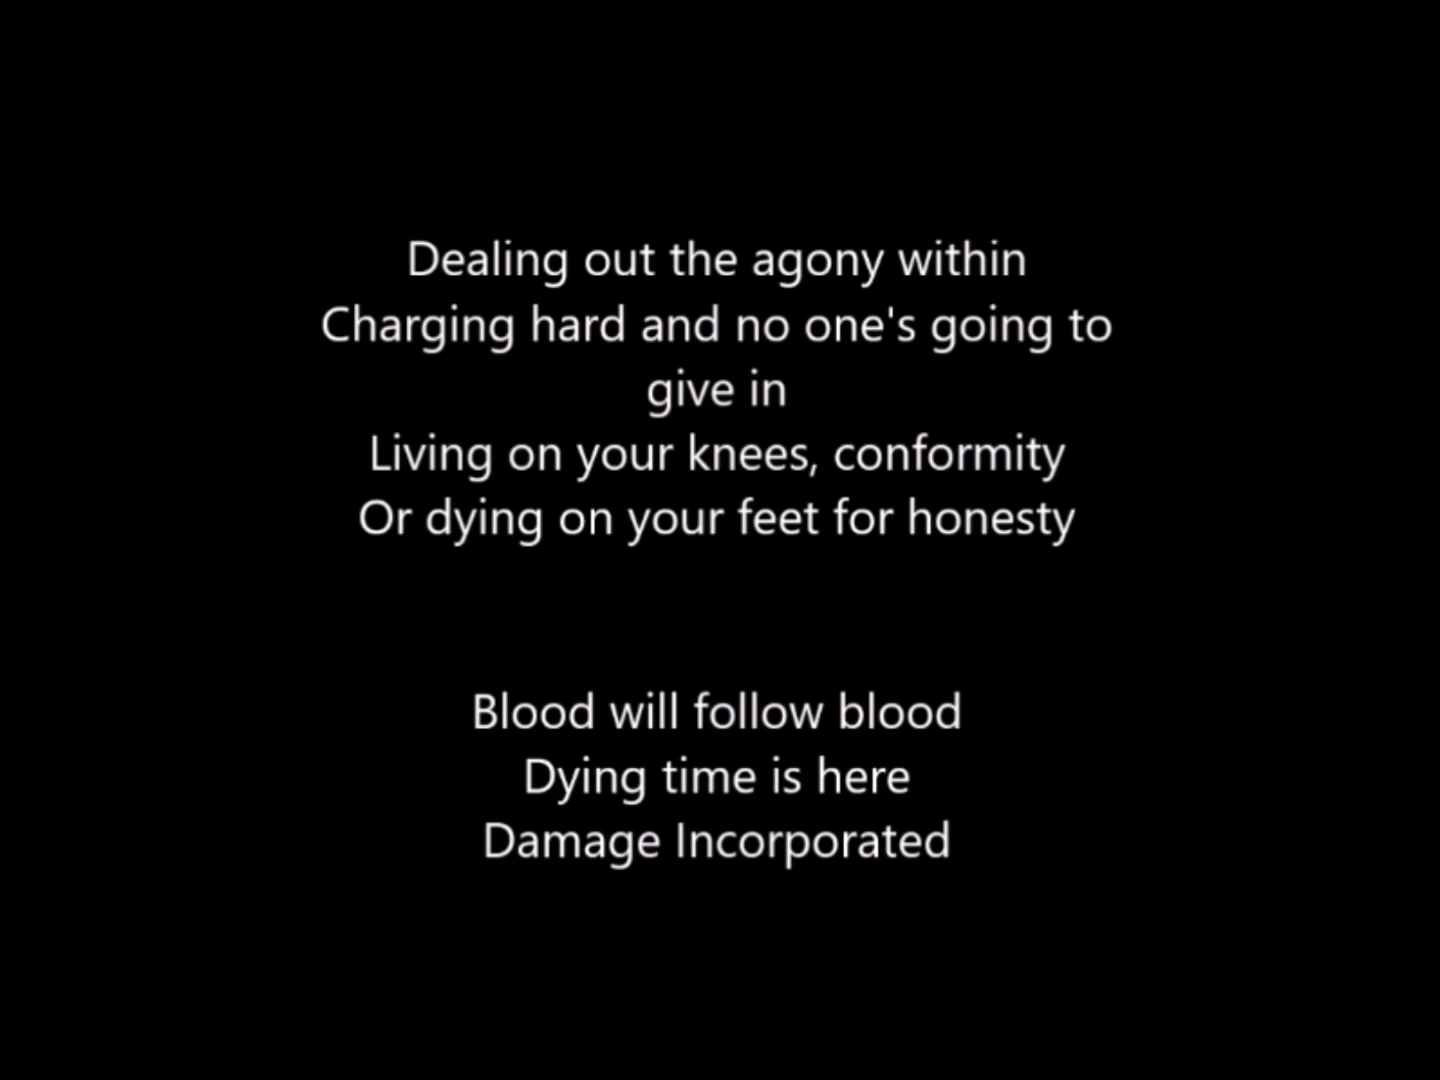 Dealing out the agony within
Charging hard and no one's going to
give in
Living on your knees, conformity
Or dying on your feet for honesty
Blood will follow blood
Dying time is here
Damage Incorporated